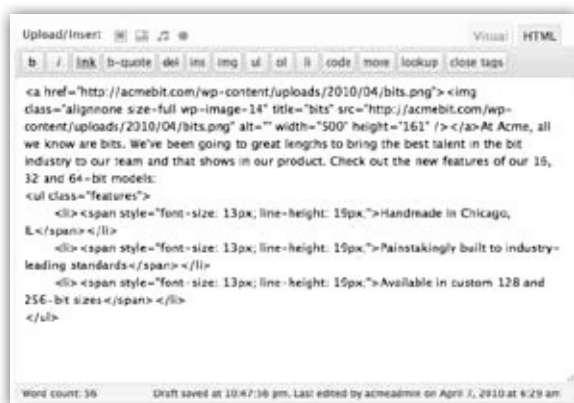 Upload/Insert
Visual HTML
b i link b-quote del ins img ul ol li code more lookup close tags
<a href="http://acmebit.com/wp-content/uploads/2010/04/bits.png"><img
class="alignnone size-full wp-image-14" title="bits" src="http://acmebit.com/wp-
content/uploads/2010/04/bits.png" alt="" width="500" height="161" /></a>At Acme, all
we know are bits. We've been going to great lengths to bring the best talent in the bit
industry to our team and that shows in our product. Check out the new features of our 16,
32 and 64-bit models:
<ul class="features">
<li><span style="font-size: 13px; line-height: 19px;">Handmade in Chicago,
IL</span></li>
<li><span style="font-size: 13px; line-height: 19px;">Painstakingly built to industry-
leading standards</span></li>
<li><span style="font-size: 13px; line-height: 19px;">Available in custom 128 and
256-bit sizes</span></li>
</ul>
Word count: 56 Draft saved at 10:47:56 pm. Last edited by acmeadmin on April 7, 2010 at 6:29 am